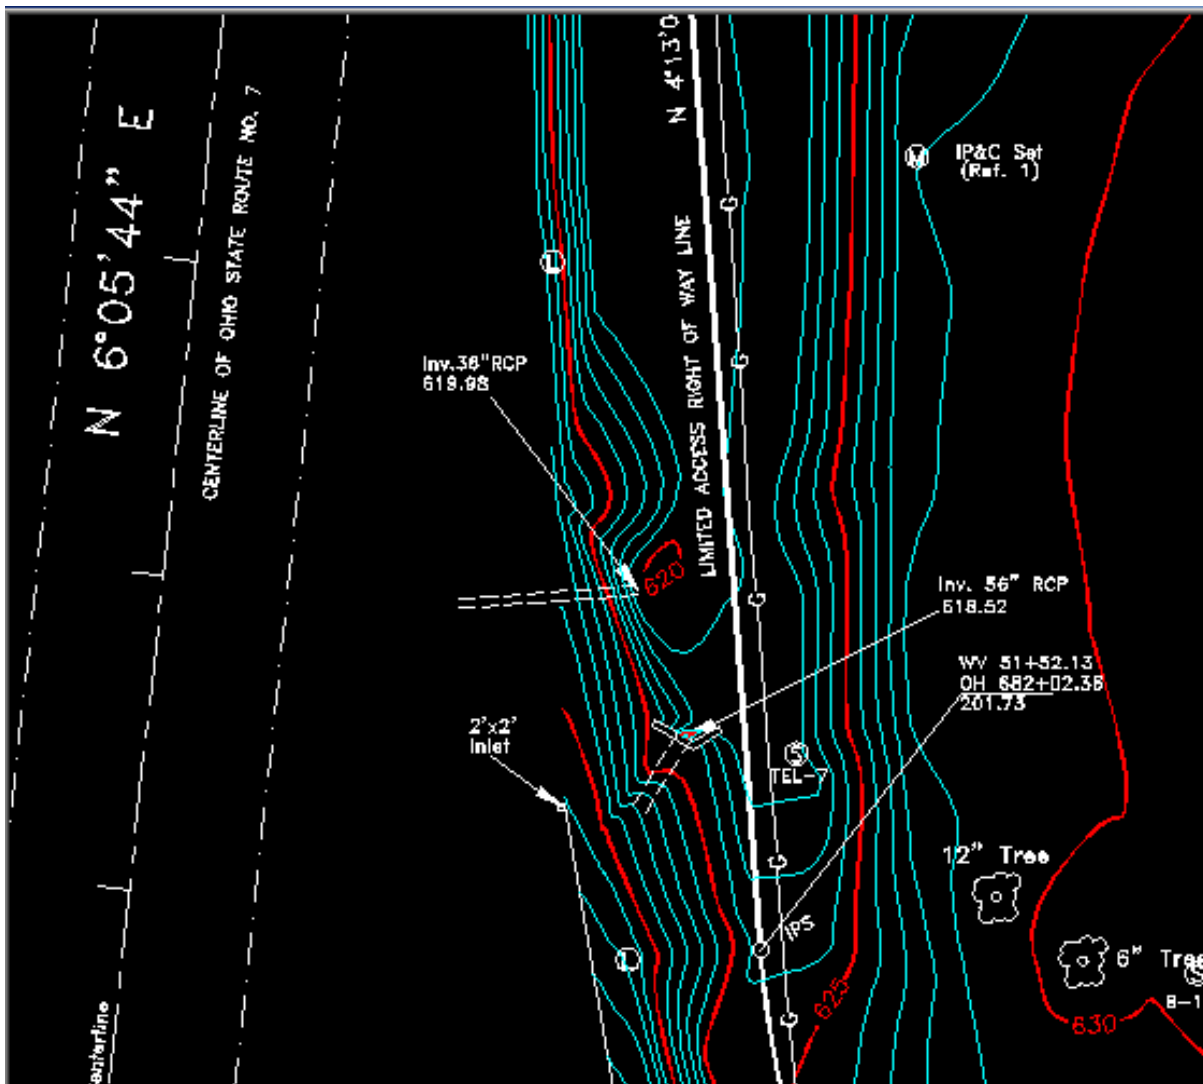 N 6°05'44" E
CENTERLINE OF OHIO STATE ROUTE NO. 7
N 4°13'0
LIMITED ACCESS RIGHT OF WAY LINE
M
IP&C Set
(Ref. 1)
G
L
G
Inv.36"RCP
619.98
620
G
Inv. 56" RCP
618.52
WV 51+52.13
OH 682+02.36
201.73
2'x2'
Inlet
S
TEL-7
G
12" Tree
IPS
L
6" Tree
S
B-1
625
G
630
enterline